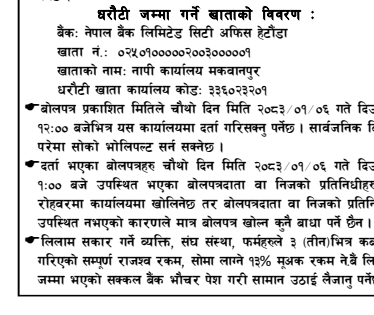 धरौटी जम्मा गर्ने खाताको विवरण :
बैंक: नेपाल बैंक लिमिटेड सिटी अफिस हेटौंडा
खाता नं.: ०२५०१०००००२००३००००००१
खाताको नाम: नापी कार्यालय मकवानपुर
धरौटी खाता कार्यालय कोड: ३३६०२३२०१
बोलपत्र प्रकाशित मितिले चौथो दिन मिति २०८३/०१/०६ गते
१२:०० बजेभित्र यस कार्यालयमा दर्ता गरिसक्नु पर्नेछ । सार्वजनिक
परेमा सोको भोलिपल्ट सर्न सक्नेछ ।
दर्ता भएका बोलपत्रहरु चौथो दिन मिति २०८३/०१/०६ गते
१:०० बजे उपस्थित भएका बोलपत्रदाता वा निजको प्रतिनिधीहरु
रोहवरमा कार्यालयमा खोलिनेछ तर बोलपत्रदाता वा निजको
उपस्थित नभएको कारणले मात्र बोलपत्र खोल्न कुनै बाधा पर्ने छैन ।
लिलाम सकार गर्ने व्यक्ति, संघ संस्था, फर्महरुले ३ (तीन)भित्र
गरिएको सम्पूर्ण राजश्व रकम, सोमा लाग्ने १३% मूअक रकम ने.बै
जम्मा भएको सक्कल बैंक भौचर पेश गरी सामान उठाई लैजानु